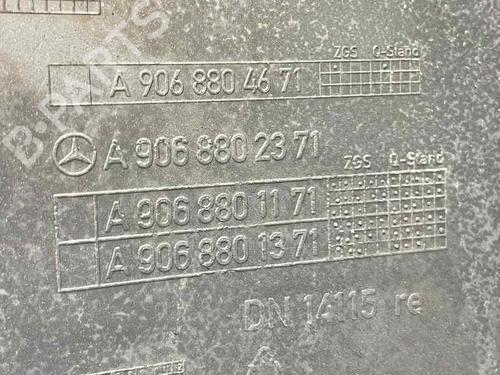 B-PARTS
ZGS Q-Stand
A 906 880 46 71
A 906 880 23 71
ZGS Q-Stand
A 906 880 11 71
A 906 880 13 71
DN 14115 re